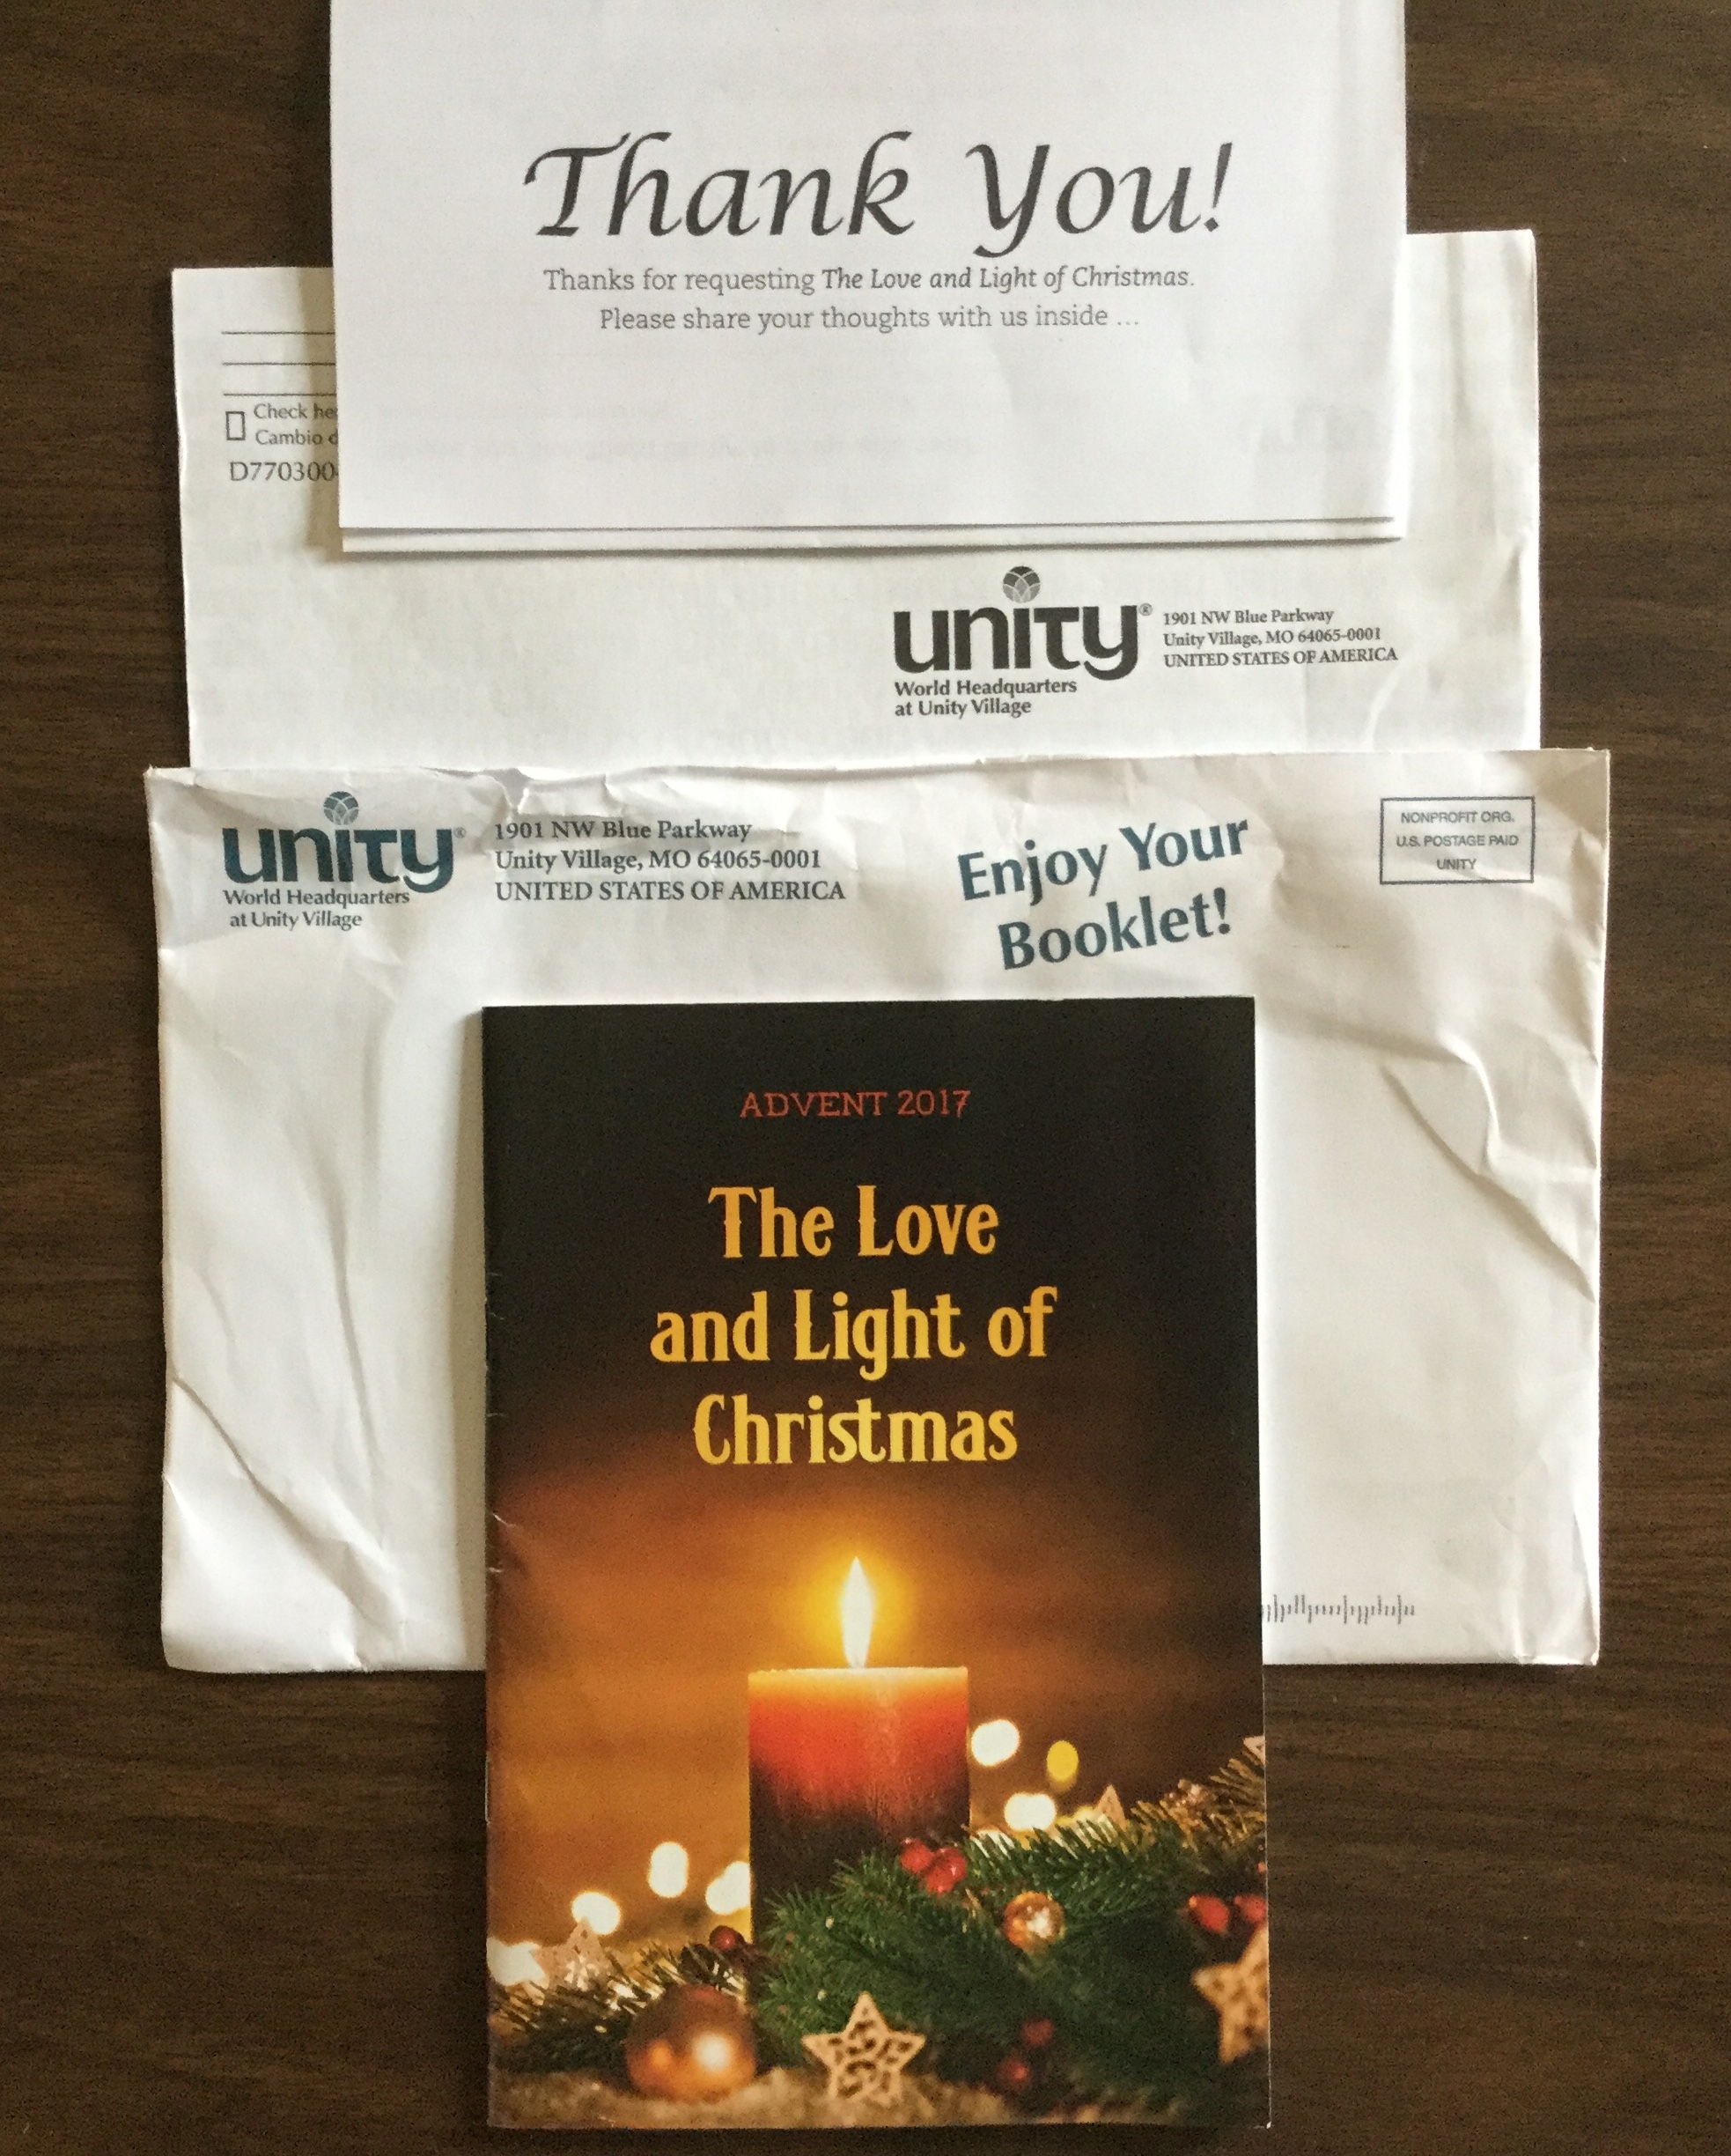 Thank You!
Thanks for requesting The Love and Light of Christmas.
Please share your thoughts with us inside ...
Check he
Cambio d
D770300
unity®
World Headquarters
at Unity Village
1901 NW Blue Parkway
Unity Village, MO 64065-0001
UNITED STATES OF AMERICA
unity®
World Headquarters
at Unity Village
1901 NW Blue Parkway
Unity Village, MO 64065-0001
UNITED STATES OF AMERICA
Enjoy Your
Booklet!
NONPROFIT ORG.
U.S. POSTAGE PAID
UNITY
ADVENT 2017
The Love
and Light of
Christmas